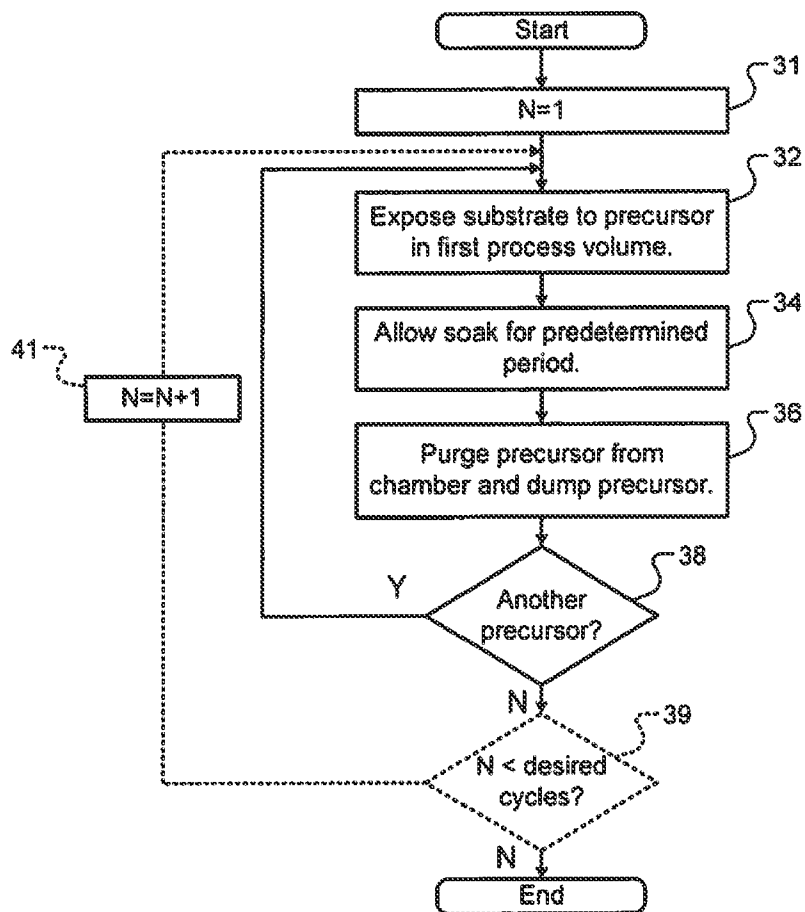 Start
31
N=1
32
Expose substrate to precursor
in first process volume.
34
Allow soak for predetermined
period.
41
N=N+1
36
Purge precursor from
chamber and dump precursor.
38
Y
Another
precursor?
N
39
N < desired
cycles?
N
End